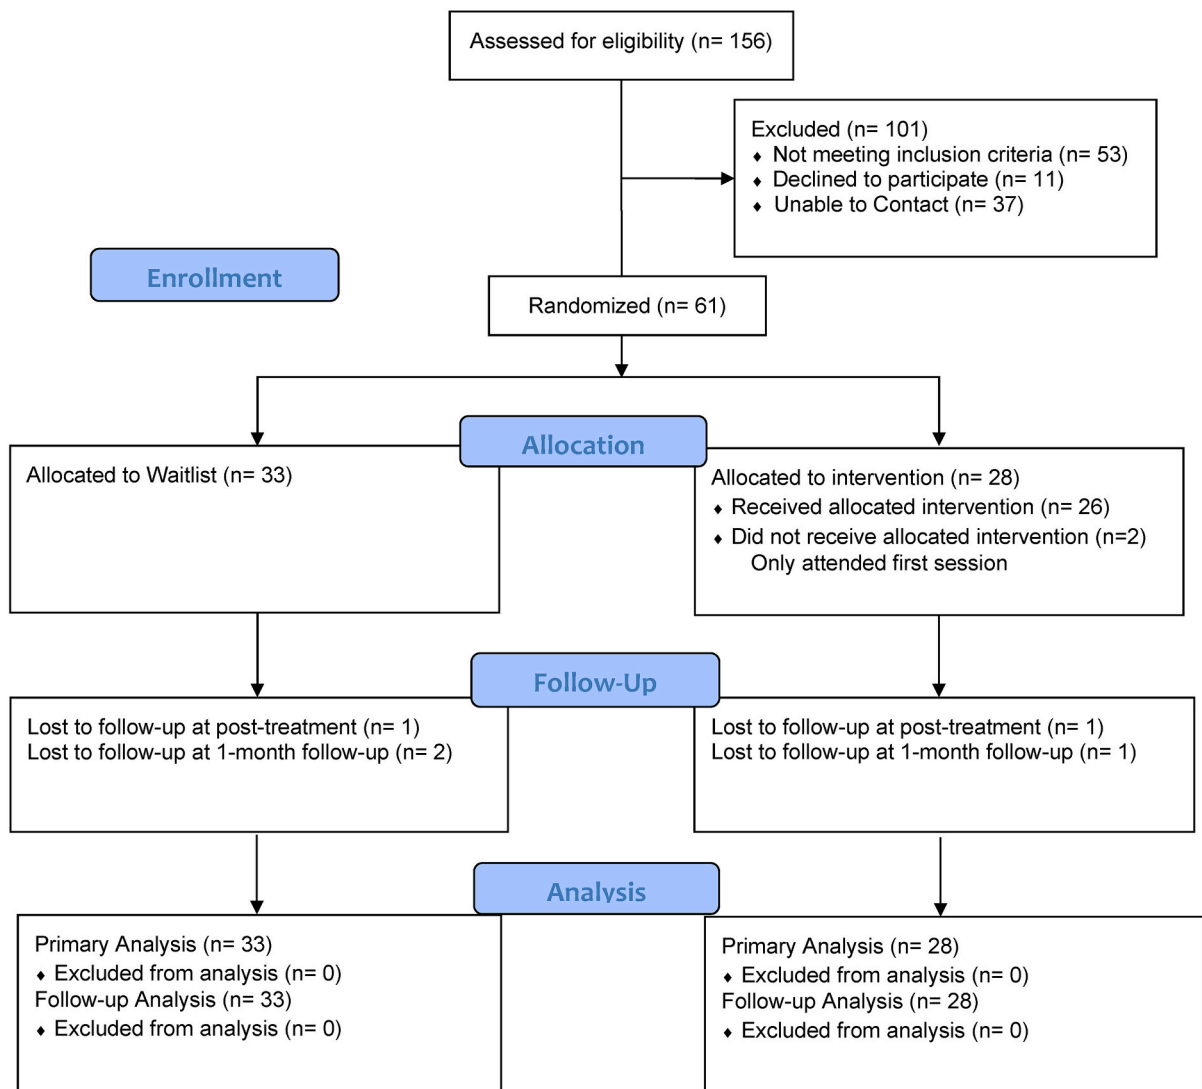 Assessed for eligibility (n= 156)
Excluded (n= 101)
♦ Not meeting inclusion criteria (n= 53)
♦ Declined to participate (n= 11)
♦ Unable to Contact (n= 37)
Enrollment
Randomized (n= 61)
Allocation
Allocated to Waitlist (n= 33)
Allocated to intervention (n= 28)
♦ Received allocated intervention (n= 26)
♦ Did not receive allocated intervention (n=2)
Only attended first session
Follow-Up
Lost to follow-up at post-treatment (n= 1)
Lost to follow-up at 1-month follow-up (n= 2)
Lost to follow-up at post-treatment (n= 1)
Lost to follow-up at 1-month follow-up (n= 1)
Analysis
Primary Analysis (n= 33)
♦ Excluded from analysis (n= 0)
Follow-up Analysis (n= 33)
♦ Excluded from analysis (n= 0)
Primary Analysis (n= 28)
♦ Excluded from analysis (n= 0)
Follow-up Analysis (n= 28)
♦ Excluded from analysis (n= 0)